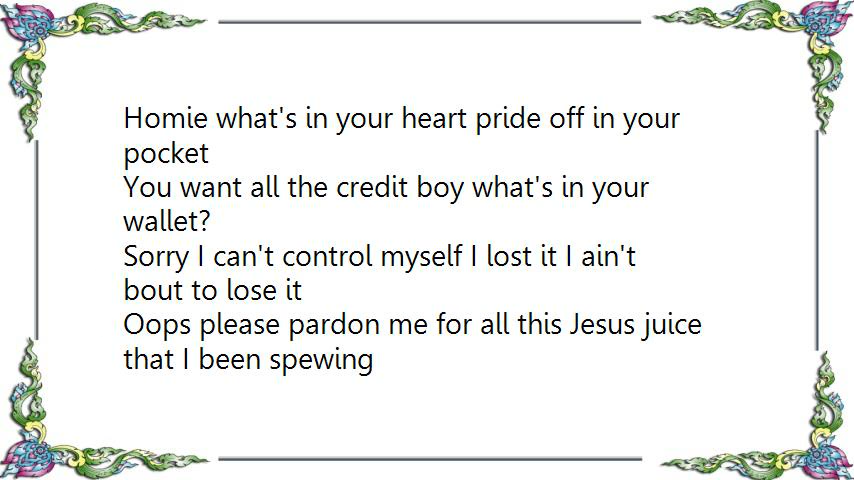 Homie what's in your heart pride off in your
pocket
You want all the credit boy what's in your
wallet?
Sorry I can't control myself I lost it I ain't
bout to lose it
Oops please pardon me for all this Jesus juice
that I been spewing